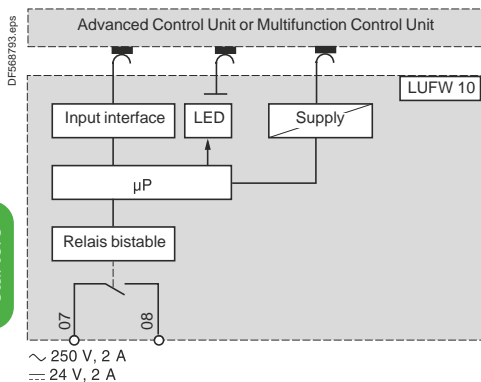 DF568793.eps
Advanced Control Unit or Multifunction Control Unit
LUFW 10
Input interface
LED
Supply
µP
Relais bistable
07
08
250 V, 2 A
24 V, 2 A